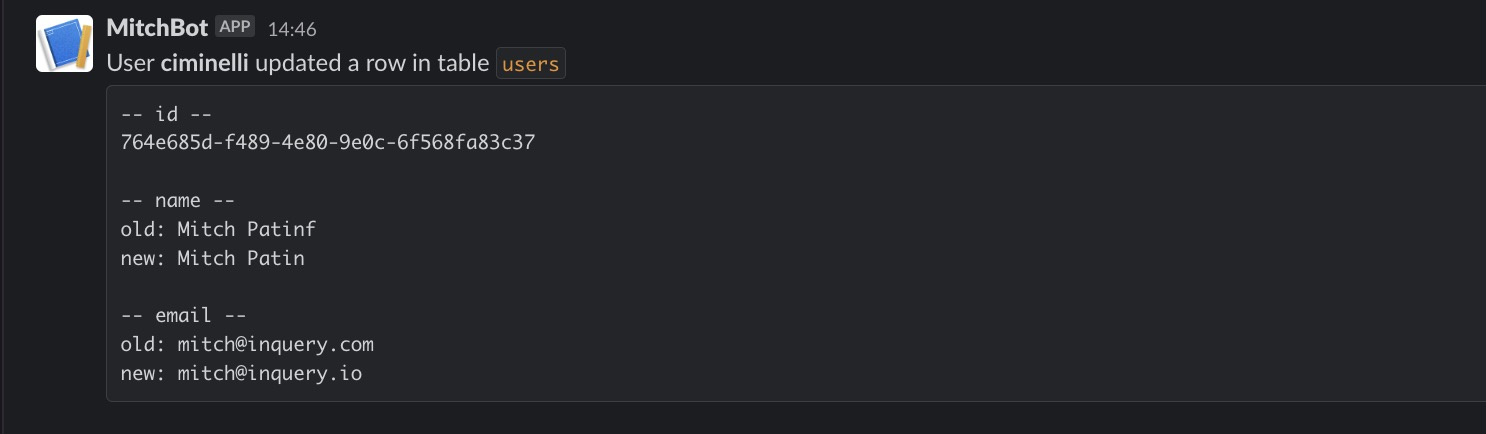 MitchBot APP 14:46
User ciminelli updated a row in table users
-- id --
764e685d-f489-4e80-9e0c-6f568fa83c37
-- name --
old: Mitch Patinf
new: Mitch Patin
-- email --
old: mitch@inquery.com
new: mitch@inquery.io